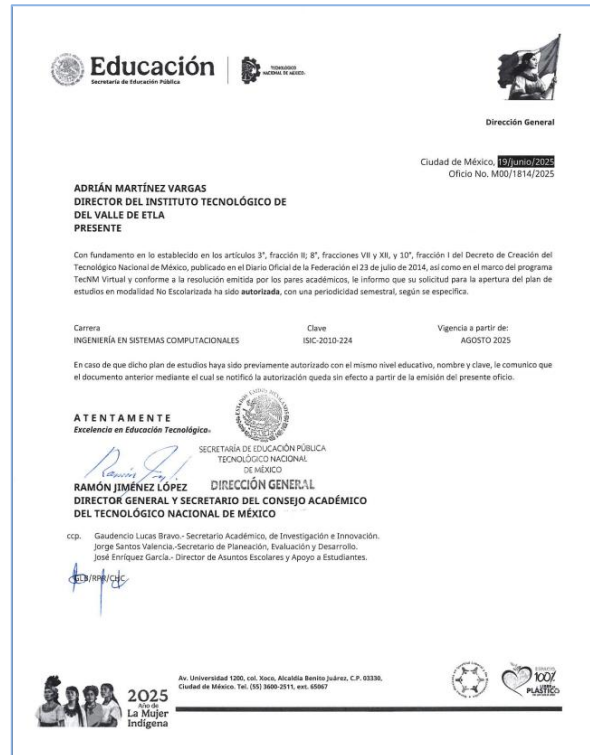 Educación
Secretaría de Educación Pública
TECNOLÓGICO
NACIONAL DE MÉXICO®
Dirección General
Ciudad de México, 19/junio/2025
Oficio No. M00/1814/2025
ADRIÁN MARTÍNEZ VARGAS
DIRECTOR DEL INSTITUTO TECNOLÓGICO DE
DEL VALLE DE ETLA
PRESENTE
Con fundamento en lo establecido en los artículos 3°, fracción II; 8°, fracciones VII y XII, y 10°, fracción I del Decreto de Creación del
Tecnológico Nacional de México, publicado en el Diario Oficial de la Federación el 23 de julio de 2014, así como en el marco del programa
TecNM Virtual y conforme a la resolución emitida por los pares académicos, le informo que su solicitud para la apertura del plan de
estudios en modalidad No Escolarizada ha sido autorizada, con una periodicidad semestral, según se especifica.
Carrera Clave Vigencia a partir de:
INGENIERÍA EN SISTEMAS COMPUTACIONALES ISIC-2010-224 AGOSTO 2025
En caso de que dicho plan de estudios haya sido previamente autorizado con el mismo nivel educativo, nombre y clave, le comunico que
el documento anterior mediante el cual se notificó la autorización queda sin efecto a partir de la emisión del presente oficio.
ATENTAMENTE
Excelencia en Educación Tecnológica®
SECRETARÍA DE EDUCACIÓN PÚBLICA
TECNOLÓGICO NACIONAL
DE MÉXICO
DIRECCIÓN GENERAL
RAMÓN JIMÉNEZ LÓPEZ
DIRECTOR GENERAL Y SECRETARIO DEL CONSEJO ACADÉMICO
DEL TECNOLÓGICO NACIONAL DE MÉXICO
ccp. Gaudencio Lucas Bravo.- Secretario Académico, de Investigación e Innovación.
Jorge Santos Valencia.-Secretario de Planeación, Evaluación y Desarrollo.
José Enríquez García.- Director de Asuntos Escolares y Apoyo a Estudiantes.
GLB/RPR/CHC
Av. Universidad 1200, col. Xoco, Alcaldía Benito Juárez, C.P. 03330,
Ciudad de México. Tel. (55) 3600-2511, ext. 65067
2025
Año de
La Mujer
Indígena
100%
PLÁSTICO